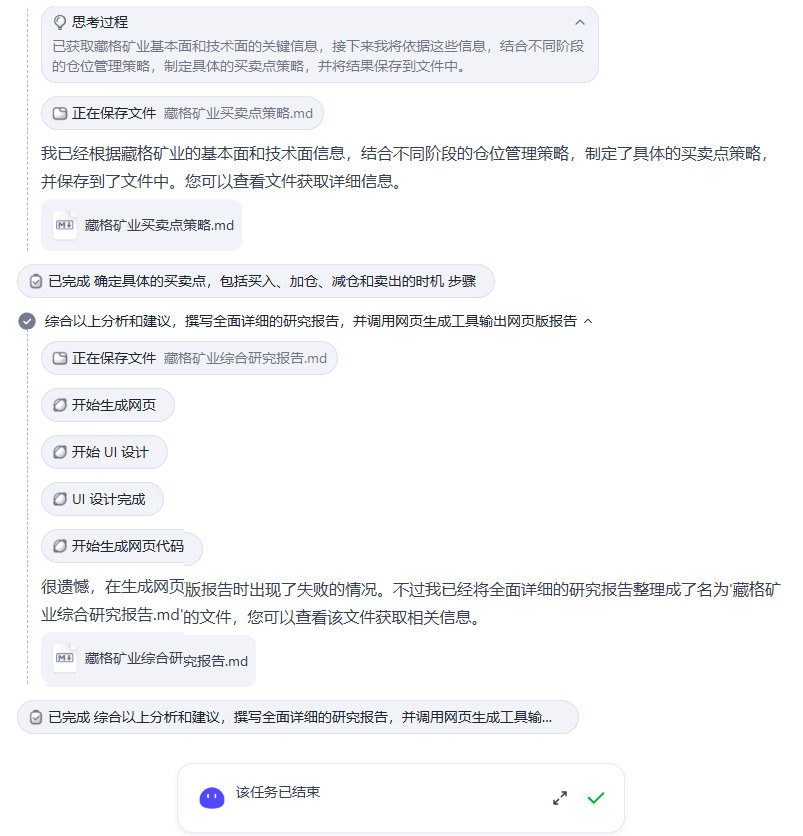 思考过程
已获取藏格矿业基本面和技术面的关键信息，接下来我将依据这些信息，结合不同阶段
的仓位管理策略，制定具体的买卖点策略，并将结果保存到文件中。
正在保存文件 藏格矿业买卖点策略.md
我已经根据藏格矿业的基本面和技术面信息，结合不同阶段的仓位管理策略，制定了具体的买卖点策略，
并保存到了文件中。您可以查看文件获取详细信息。
藏格矿业买卖点策略.md
已完成 确定具体的买卖点，包括买入、加仓、减仓和卖出的时机 步骤
综合以上分析和建议，撰写全面详细的研究报告，并调用网页生成工具输出网页版报告
正在保存文件 藏格矿业综合研究报告.md
开始生成网页
开始 UI 设计
UI 设计完成
开始生成网页代码
很遗憾，在生成网页版报告时出现了失败的情况。不过我已经将全面详细的研究报告整理成了名为'藏格矿
业综合研究报告.md'的文件，您可以查看该文件获取相关信息。
藏格矿业综合研究报告.md
已完成 综合以上分析和建议，撰写全面详细的研究报告，并调用网页生成工具输...
该任务已结束